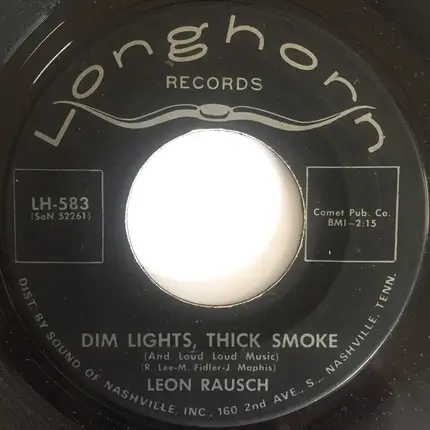 Longhorn
RECORDS
LH-583
(SoN 52261)
Comet Pub. Co.
BMI-2:15
DIM LIGHTS, THICK SMOKE
(And Loud Loud Music)
(R. Lee-M. Fidler-J. Maphis)
LEON RAUSCH
DIST. BY SOUND OF NASHVILLE, INC., 160 2nd AVE., S., NASHVILLE, TENN.